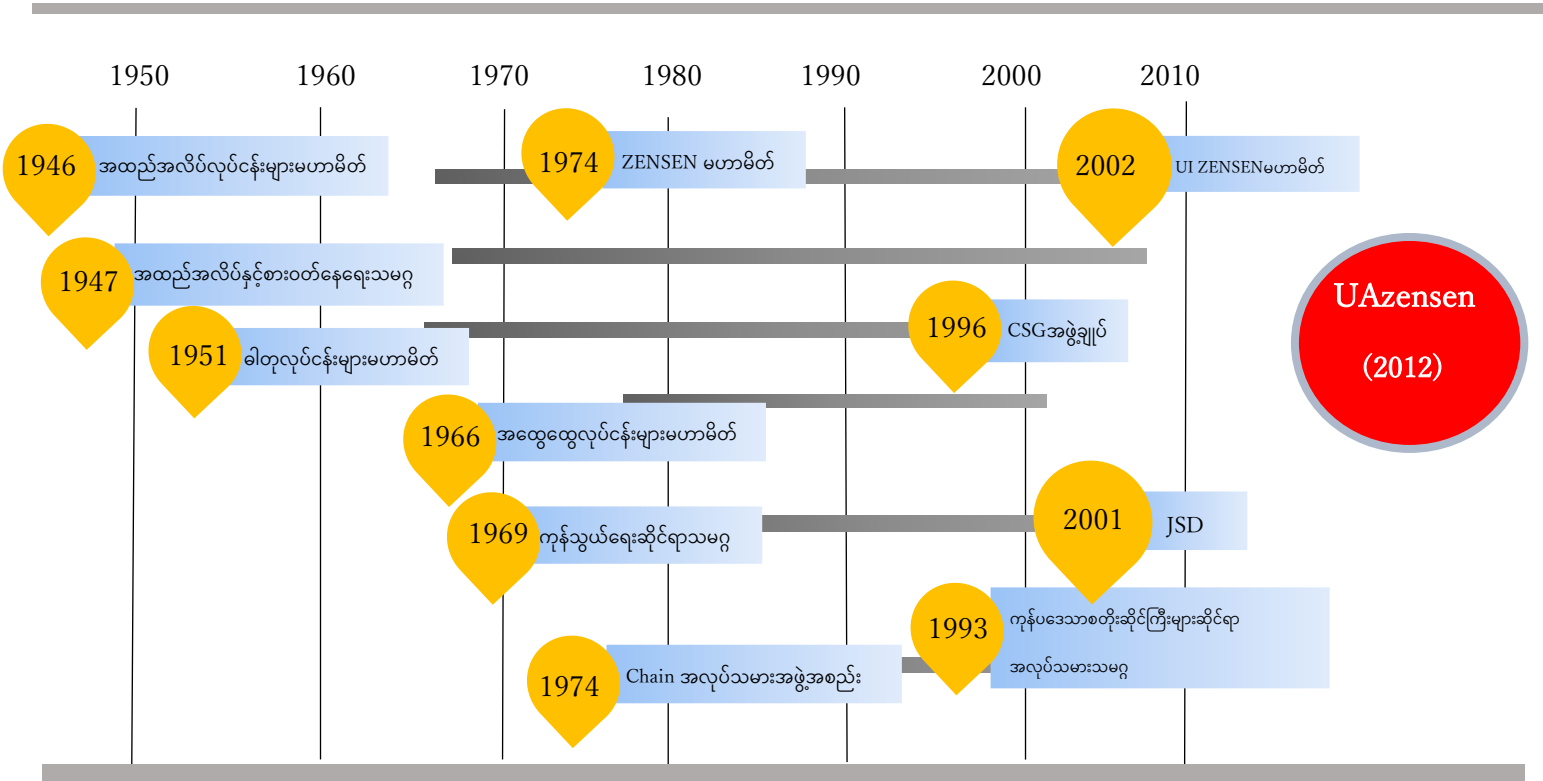 1950 1960 1970 1980 1990 2000 2010
1946 အထည်အလိပ်လုပ်ငန်းများမဟာမိတ် 1974 ZENSEN မဟာမိတ် 2002 UI ZENSENမဟာမိတ်
1947 အထည်အလိပ်နှင့်စားဝတ်နေရေးသမဂ္ဂ
1951 ဓါတုလုပ်ငန်းများမဟာမိတ် 1996 CSGအဖွဲ့ချုပ်
UAzensen
(2012)
1966 အထွေထွေလုပ်ငန်းများမဟာမိတ်
1969 ကုန်သွယ်ရေးဆိုင်ရာသမဂ္ဂ 2001 JSD
1974 Chain အလုပ်သမားအဖွဲ့အစည်း 1993 ကုန်ပဒေသာစတိုးဆိုင်ကြီးများဆိုင်ရာ
အလုပ်သမားသမဂ္ဂ